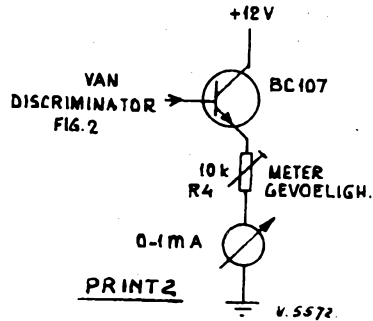 +12V
VAN
DISCRIMINATOR
FIG.2
BC107
10k
R4
METER
GEVOELIGH.
0-1mA
PRINT2
V.5572.